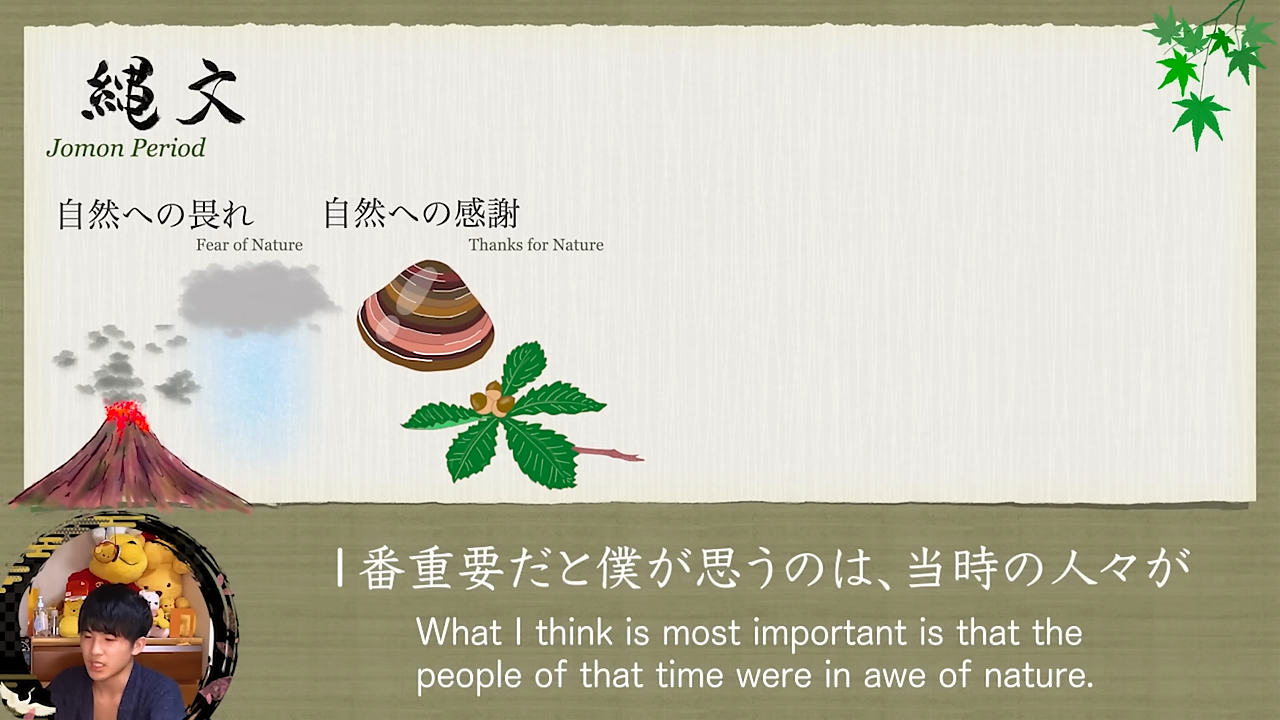 縄文
Jomon Period
自然への畏れ
Fear of Nature
自然への感謝
Thanks for Nature
1番重要だと僕が思うのは、当時の人々が
What I think is most important is that the
people of that time were in awe of nature.